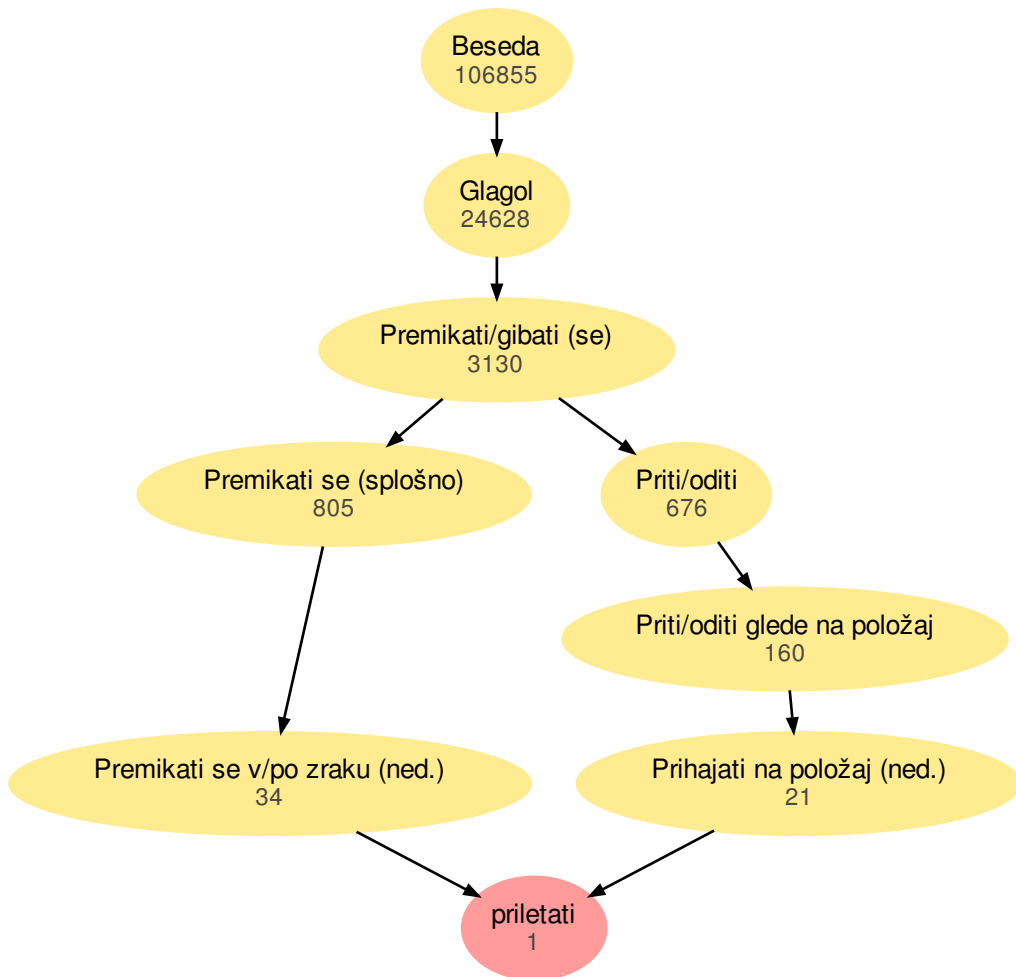 Beseda
106855
Glagol
24628
Premikati/gibati (se)
3130
Premikati se (splošno)
805
Priti/oditi
676
Priti/oditi glede na položaj
160
Premikati se v/po zraku (ned.)
34
Prihajati na položaj (ned.)
21
priletati
1